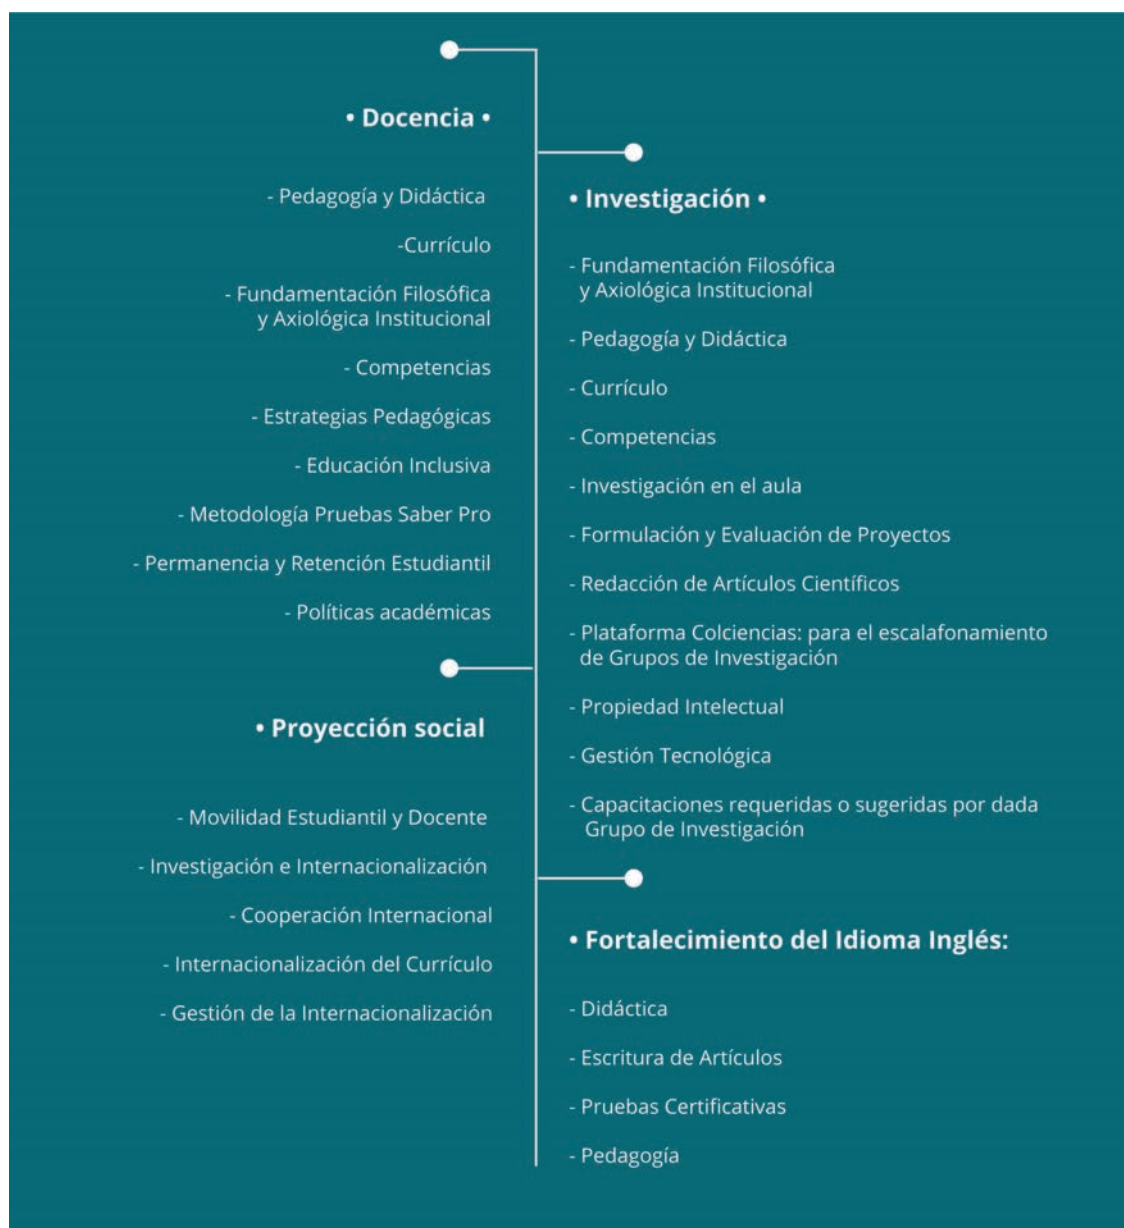 • Docencia •
- Pedagogía y Didáctica
-Currículo
- Fundamentación Filosófica
y Axiológica Institucional
- Competencias
- Estrategias Pedagógicas
- Educación Inclusiva
- Metodología Pruebas Saber Pro
- Permanencia y Retención Estudiantil
- Políticas académicas
• Investigación •
- Fundamentación Filosófica
y Axiológica Institucional
- Pedagogía y Didáctica
- Currículo
- Competencias
- Investigación en el aula
- Formulación y Evaluación de Proyectos
- Redacción de Artículos Científicos
- Plataforma Colciencias: para el escalafonamiento
de Grupos de Investigación
- Propiedad Intelectual
- Gestión Tecnológica
- Capacitaciones requeridas o sugeridas por dada
Grupo de Investigación
• Proyección social
- Movilidad Estudiantil y Docente
- Investigación e Internacionalización
- Cooperación Internacional
- Internacionalización del Currículo
- Gestión de la Internacionalización
• Fortalecimiento del Idioma Inglés:
- Didáctica
- Escritura de Artículos
- Pruebas Certificativas
- Pedagogía